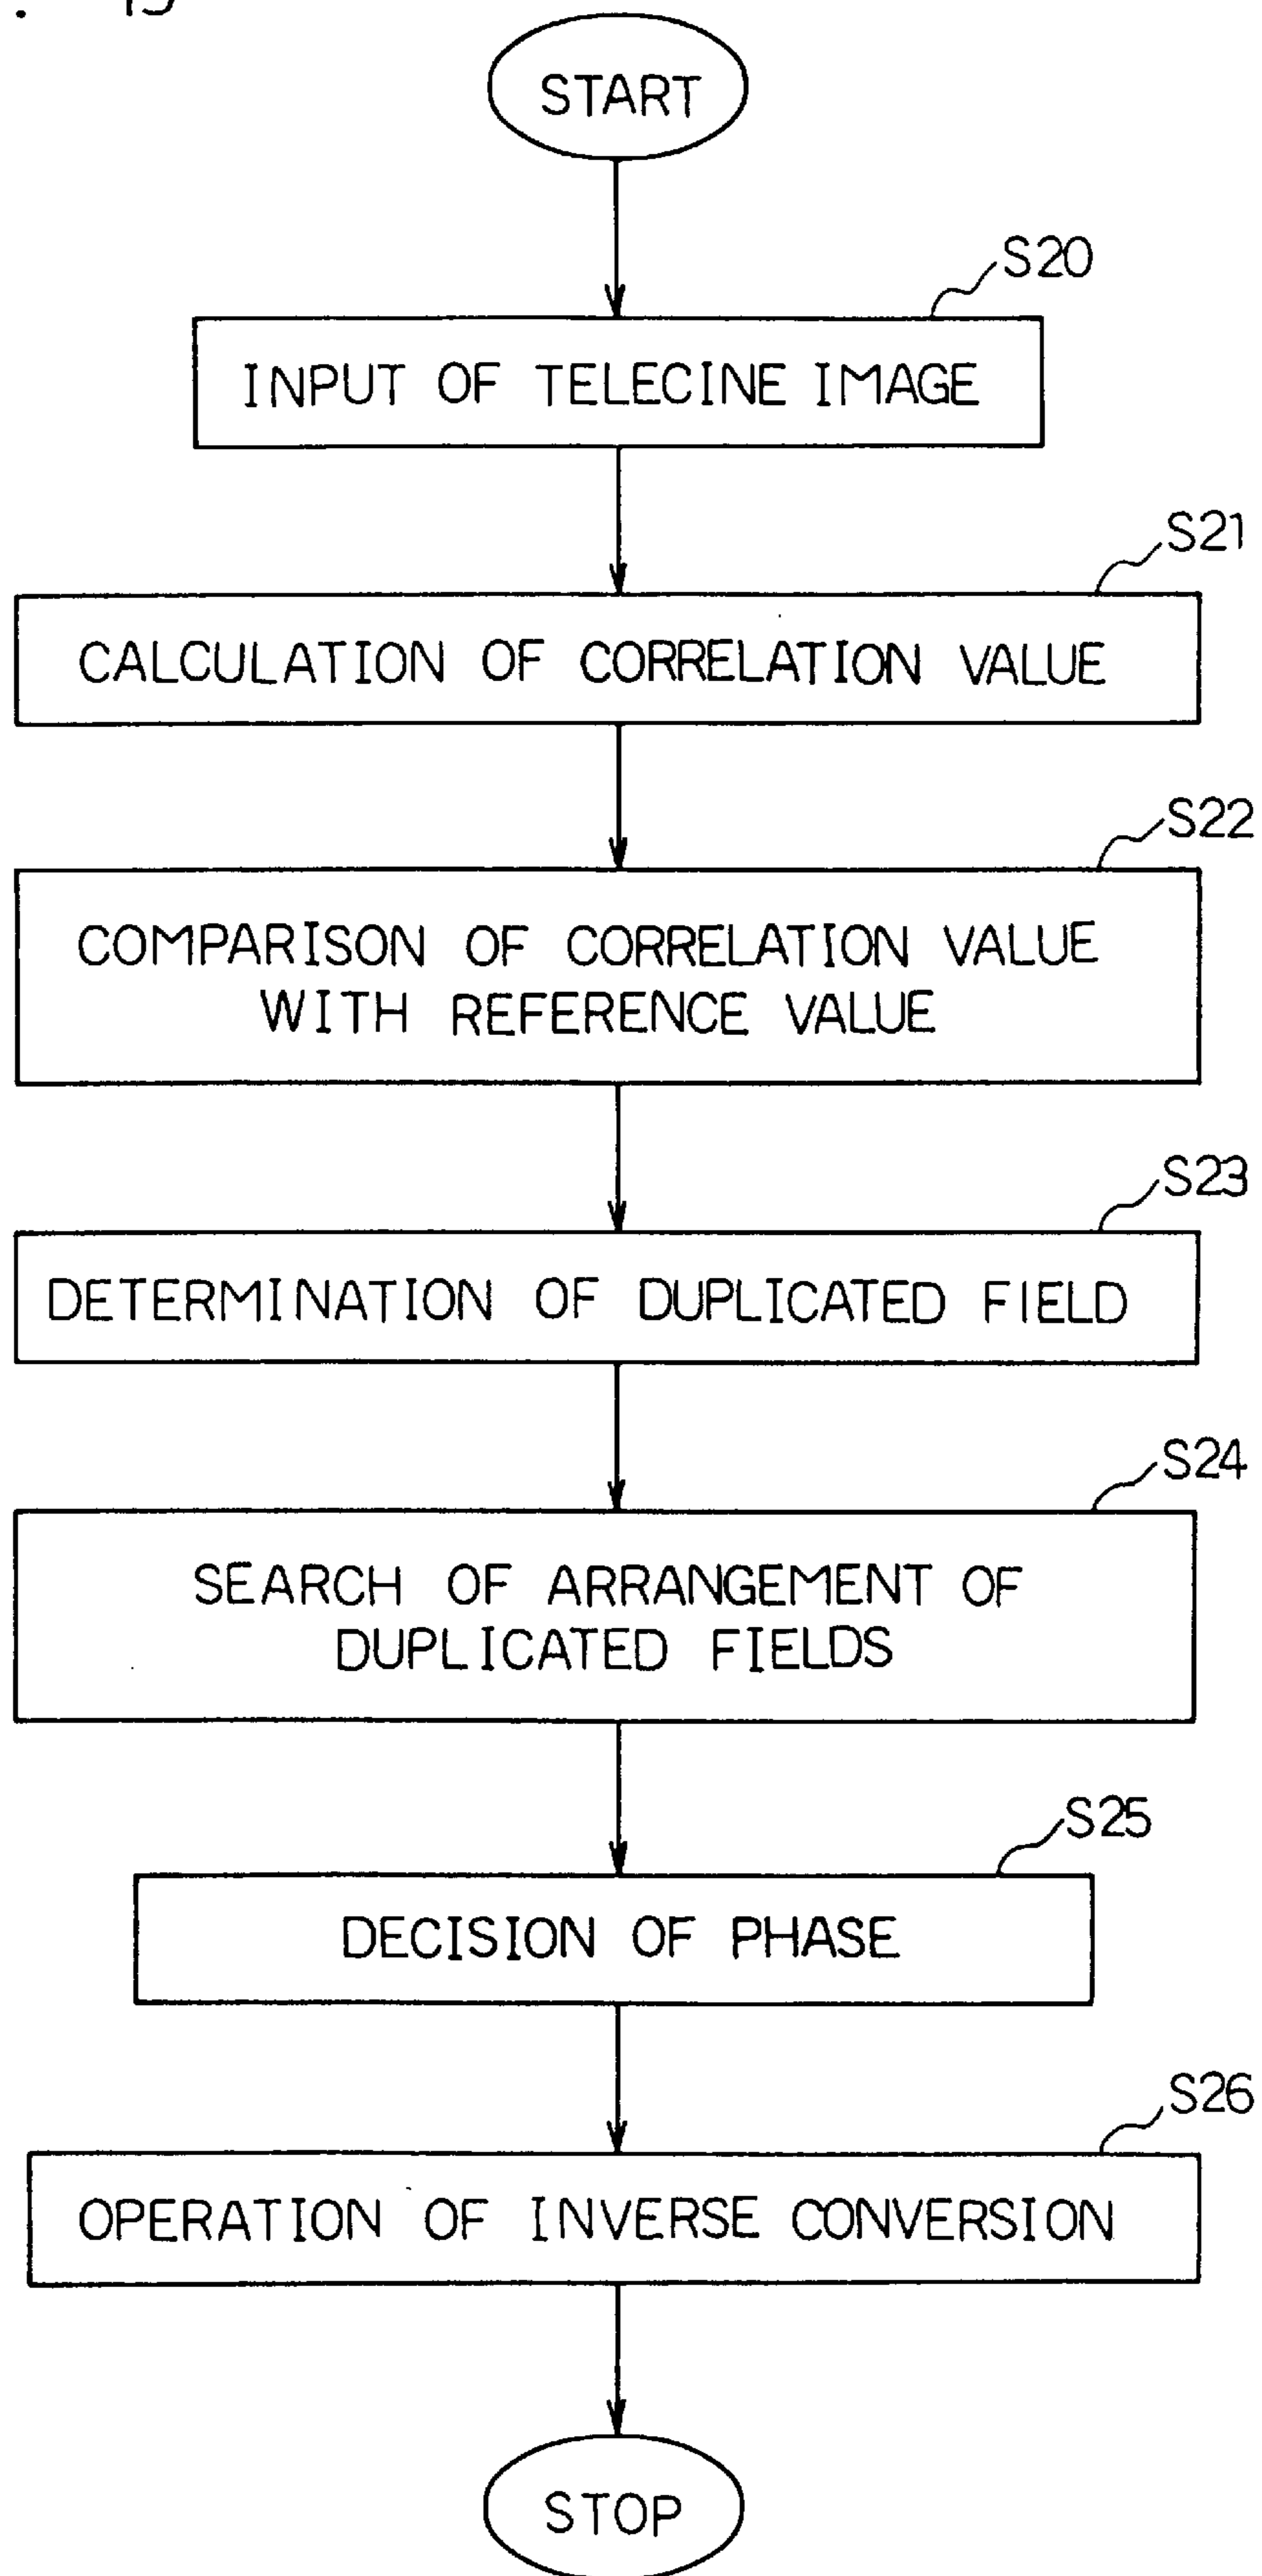 START
S20
INPUT OF TELECINE IMAGE
S21
CALCULATION OF CORRELATION VALUE
S22
COMPARISON OF CORRELATION VALUE
WITH REFERENCE VALUE
S23
DETERMINATION OF DUPLICATED FIELD
S24
SEARCH OF ARRANGEMENT OF
DUPLICATED FIELDS
S25
DECISION OF PHASE
S26
OPERATION OF INVERSE CONVERSION
STOP